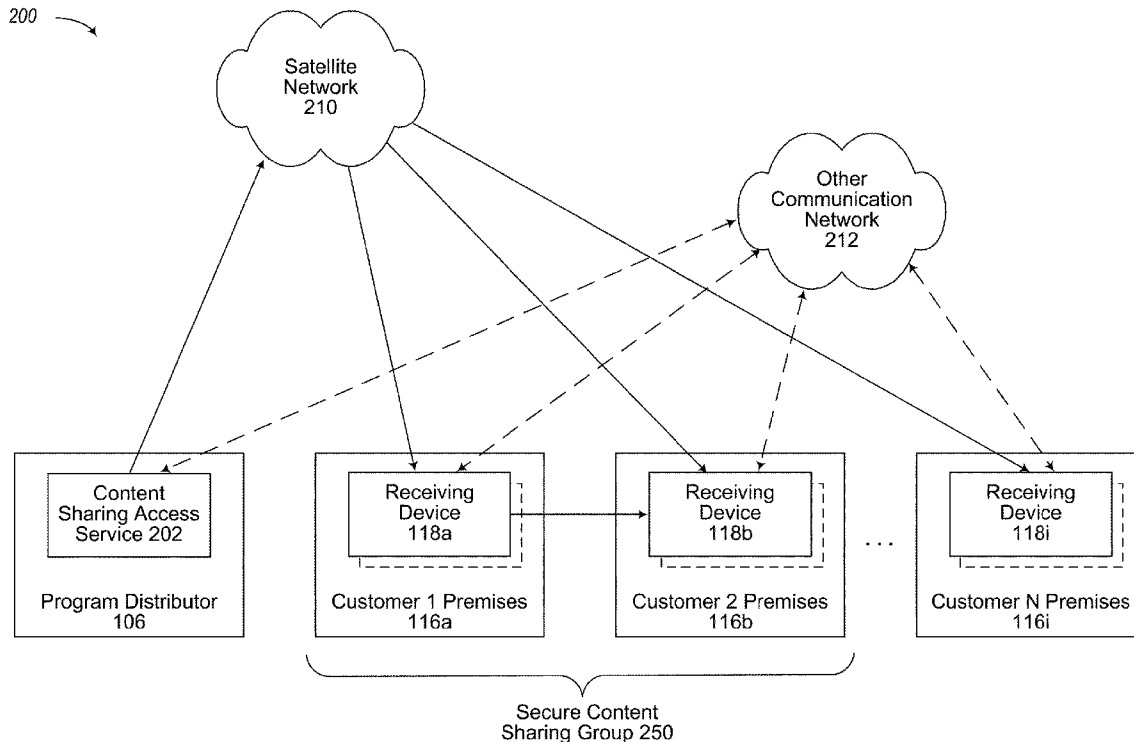 200
Satellite
Network
210
Other
Communication
Network
212
Content
Sharing Access
Service 202
Program Distributor
106
Receiving
Device
118a
Customer 1 Premises
116a
Receiving
Device
118b
Customer 2 Premises
116b
...
Receiving
Device
118i
Customer N Premises
116i
Secure Content
Sharing Group 250